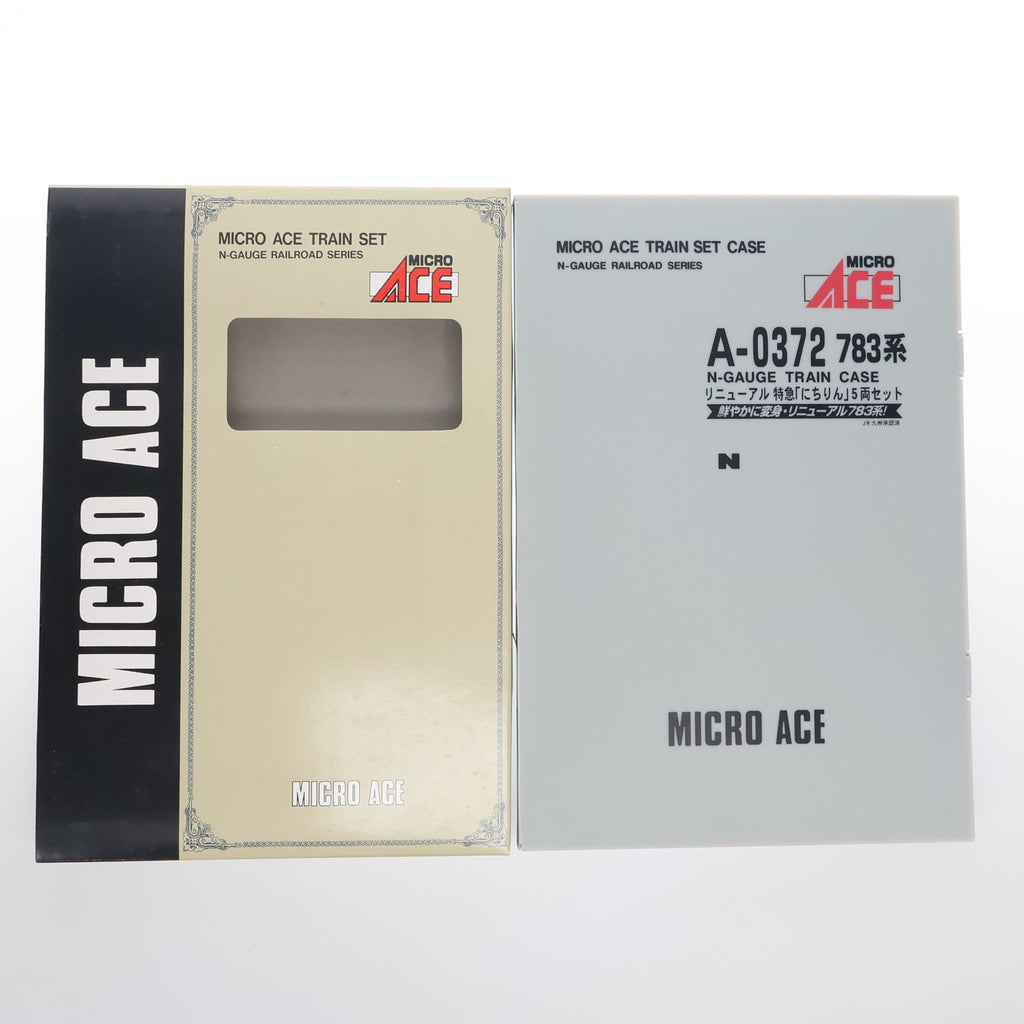 MICRO ACE
MICRO ACE TRAIN SET
N-GAUGE RAILROAD SERIES
MICRO
ACE
MICRO ACE
MICRO ACE TRAIN SET CASE
N-GAUGE RAILROAD SERIES
MICRO
ACE
A-0372 783系
N-GAUGE TRAIN CASE
リニューアル 特急「にちりん」5両セット
鮮やかに変身・リニューアル783系!
JR九州承認済
N
MICRO ACE